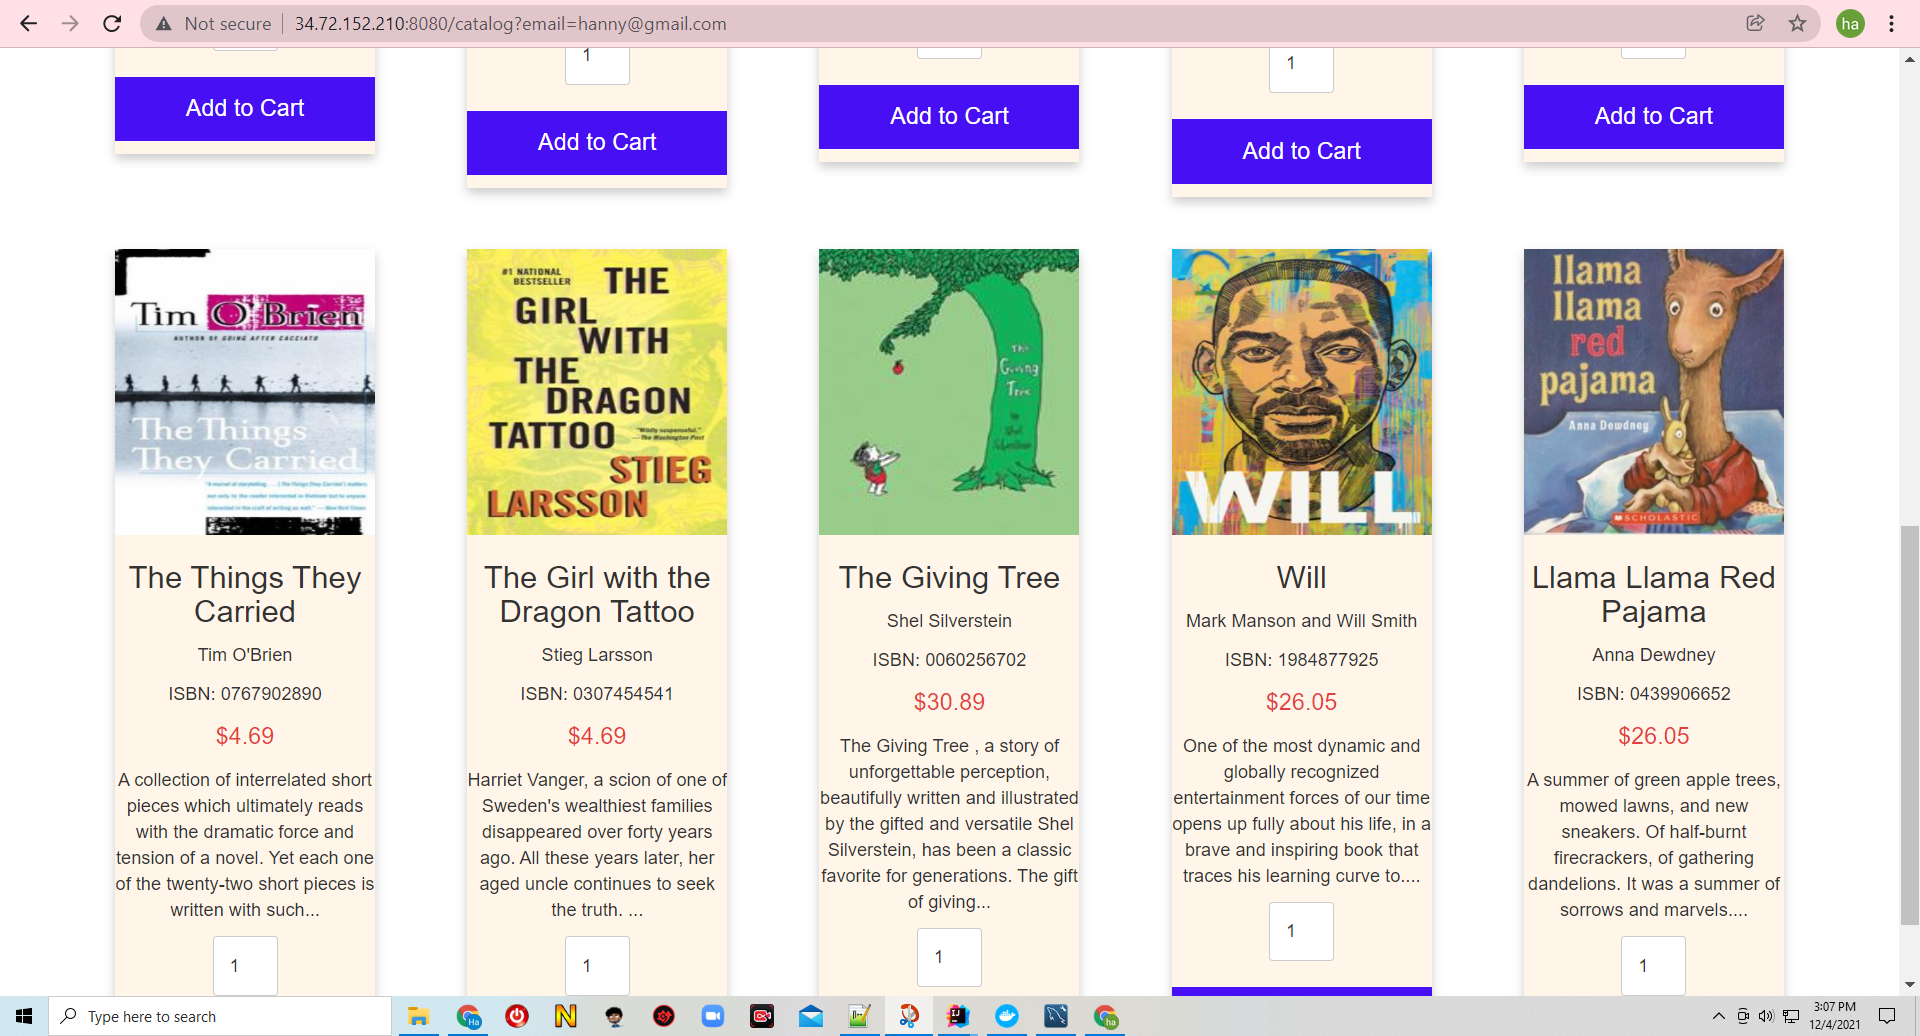 Not secure
34.72.152.210:8080/catalog?email=hanny@gmail.com
ha
1
1
Add to Cart
Add to Cart
Add to Cart
Add to Cart
Add to Cart
Tim O'Brien
AUTHOR OF GOING AFTER CACCIATO
The Things
They Carried
#1 NATIONAL
BESTSELLER
THE
GIRL
WITH
THE
DRAGON
TATTOO
"Wildly suspenseful."
—The Washington Post
STIEG
LARSSON
The
Giving
Tree
by
Shel
Silverstein
WILL
llama
llama
red
pajama
Anna Dewdney
SCHOLASTIC
The Things They
Carried
Tim O'Brien
ISBN: 0767902890
$4.69
A collection of interrelated short
pieces which ultimately reads
with the dramatic force and
tension of a novel. Yet each one
of the twenty-two short pieces is
written with such...
1
The Girl with the
Dragon Tattoo
Stieg Larsson
ISBN: 0307454541
$4.69
Harriet Vanger, a scion of one of
Sweden's wealthiest families
disappeared over forty years
ago. All these years later, her
aged uncle continues to seek
the truth. ...
1
The Giving Tree
Shel Silverstein
ISBN: 0060256702
$30.89
The Giving Tree , a story of
unforgettable perception,
beautifully written and illustrated
by the gifted and versatile Shel
Silverstein, has been a classic
favorite for generations. The gift
of giving...
1
Will
Mark Manson and Will Smith
ISBN: 1984877925
$26.05
One of the most dynamic and
globally recognized
entertainment forces of our time
opens up fully about his life, in a
brave and inspiring book that
traces his learning curve to....
1
Llama Llama Red
Pajama
Anna Dewdney
ISBN: 0439906652
$26.05
A summer of green apple trees,
mowed lawns, and new
sneakers. Of half-burnt
firecrackers, of gathering
dandelions. It was a summer of
sorrows and marvels....
1
Type here to search
Ha
N
IJ
ha
3:07 PM
12/4/2021